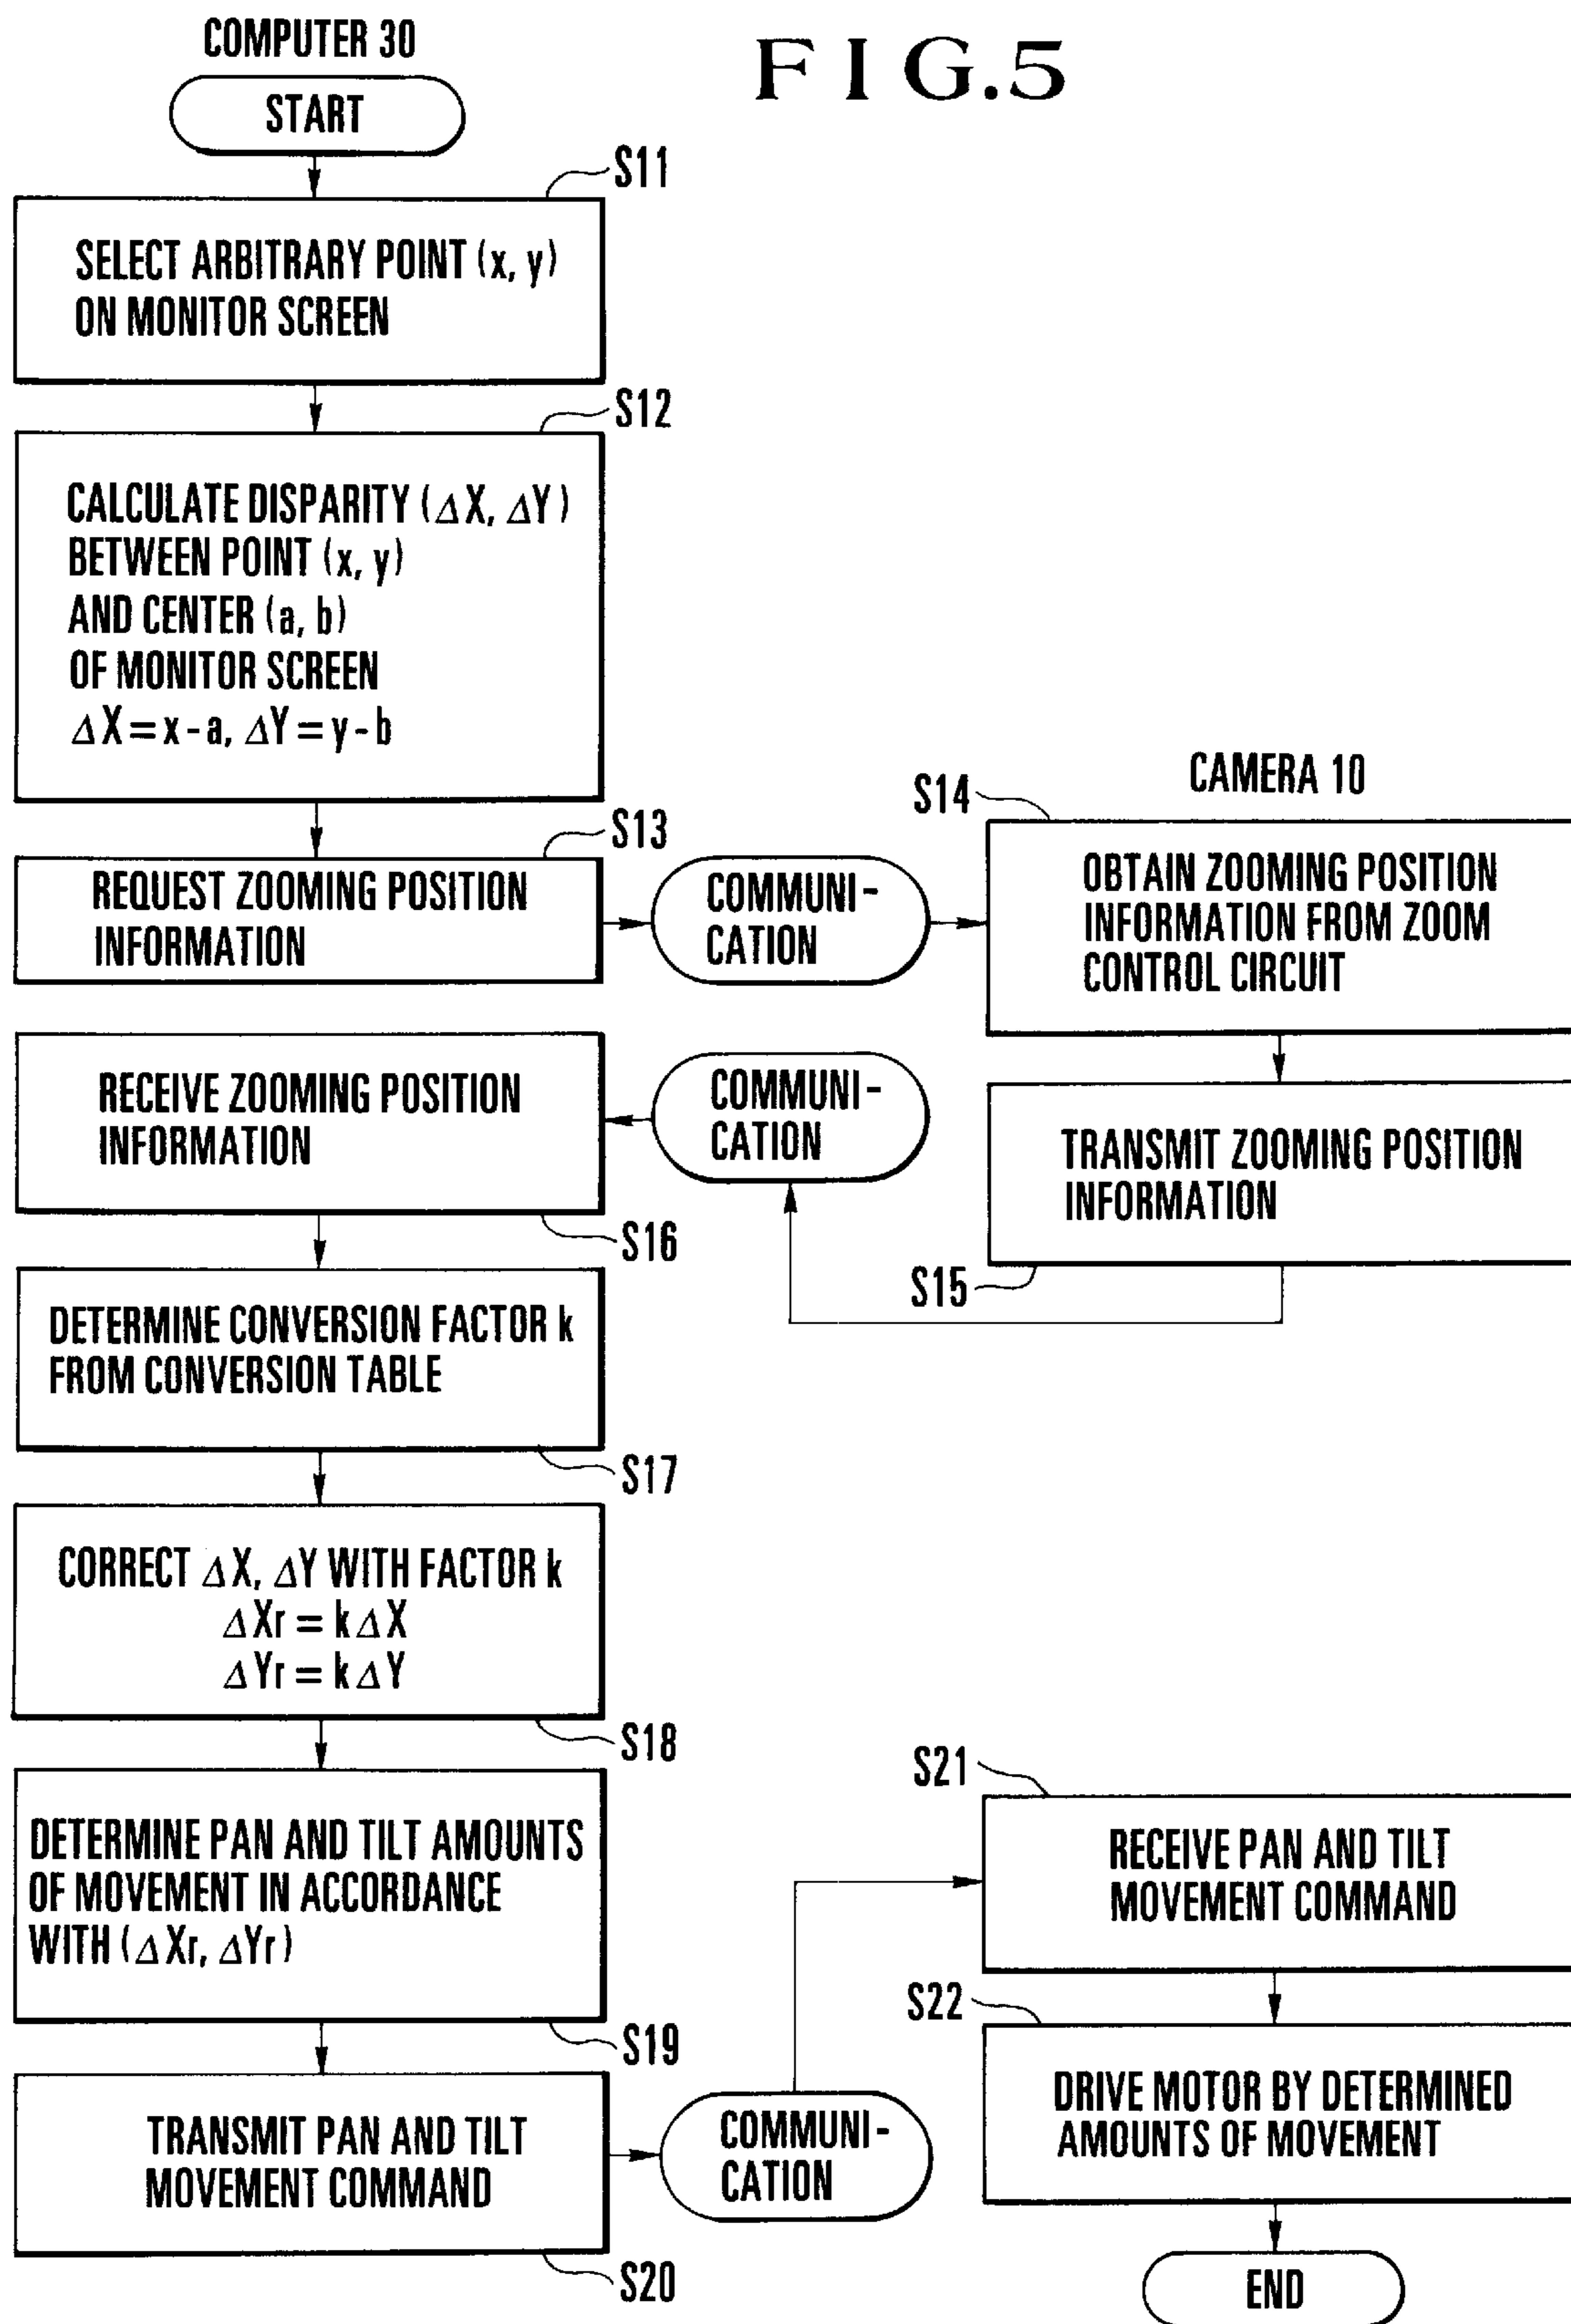 COMPUTER 30
FIG.5
START
S11
SELECT ARBITRARY POINT (x, y)
ON MONITOR SCREEN
S12
CALCULATE DISPARITY (ΔX, ΔY)
BETWEEN POINT (x, y)
AND CENTER (a, b)
OF MONITOR SCREEN
ΔX=x-a, ΔY=y-b
S13
REQUEST ZOOMING POSITION
INFORMATION
COMMUNI-
CATION
CAMERA 10
S14
OBTAIN ZOOMING POSITION
INFORMATION FROM ZOOM
CONTROL CIRCUIT
TRANSMIT ZOOMING POSITION
INFORMATION
S15
COMMUNI-
CATION
RECEIVE ZOOMING POSITION
INFORMATION
S16
DETERMINE CONVERSION FACTOR k
FROM CONVERSION TABLE
S17
CORRECT ΔX, ΔY WITH FACTOR k
ΔXr = kΔX
ΔYr = kΔY
S18
DETERMINE PAN AND TILT AMOUNTS
OF MOVEMENT IN ACCORDANCE
WITH (ΔXr, ΔYr)
S19
TRANSMIT PAN AND TILT
MOVEMENT COMMAND
S20
COMMUNI-
CATION
S21
RECEIVE PAN AND TILT
MOVEMENT COMMAND
S22
DRIVE MOTOR BY DETERMINED
AMOUNTS OF MOVEMENT
END